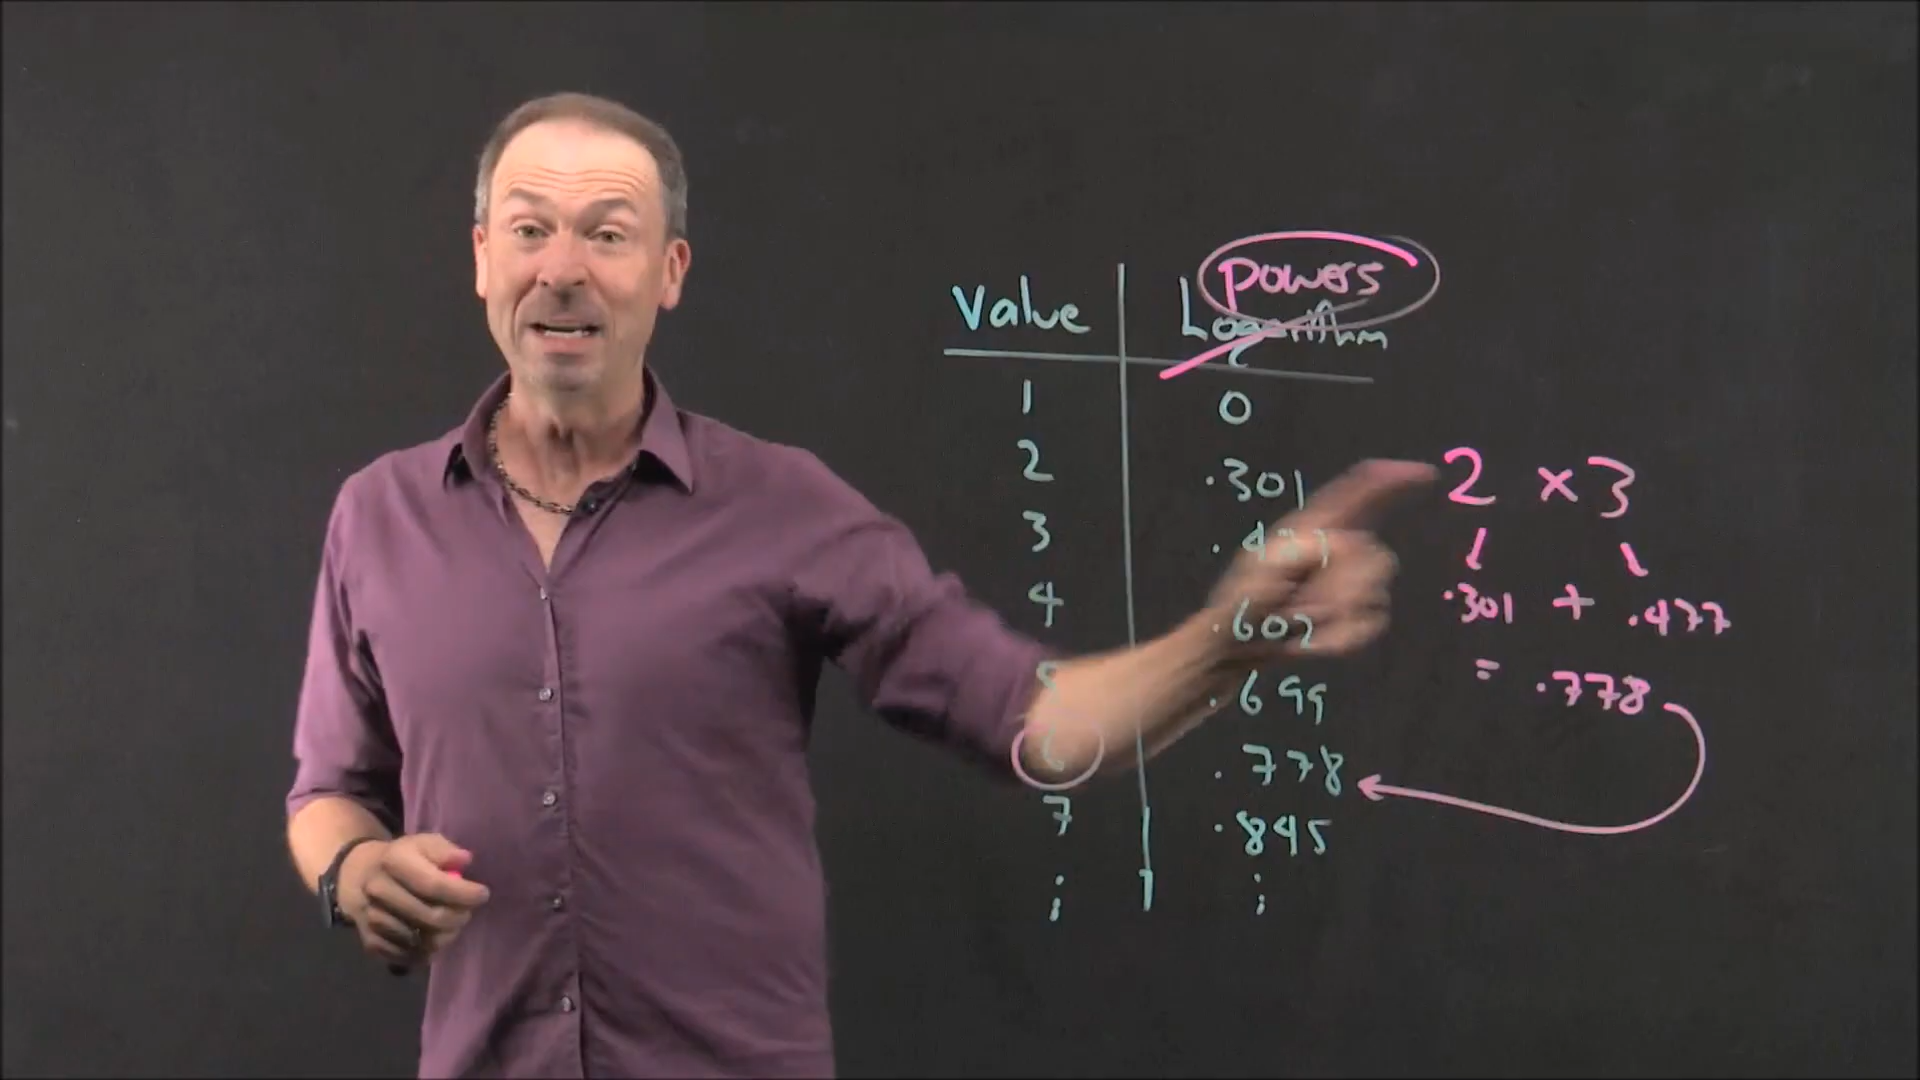 powers
Value Logarithm
1 0
2 .301
3
4 .602
.699
6 .778
7 .845
2 × 3
.301 + .477
= .778